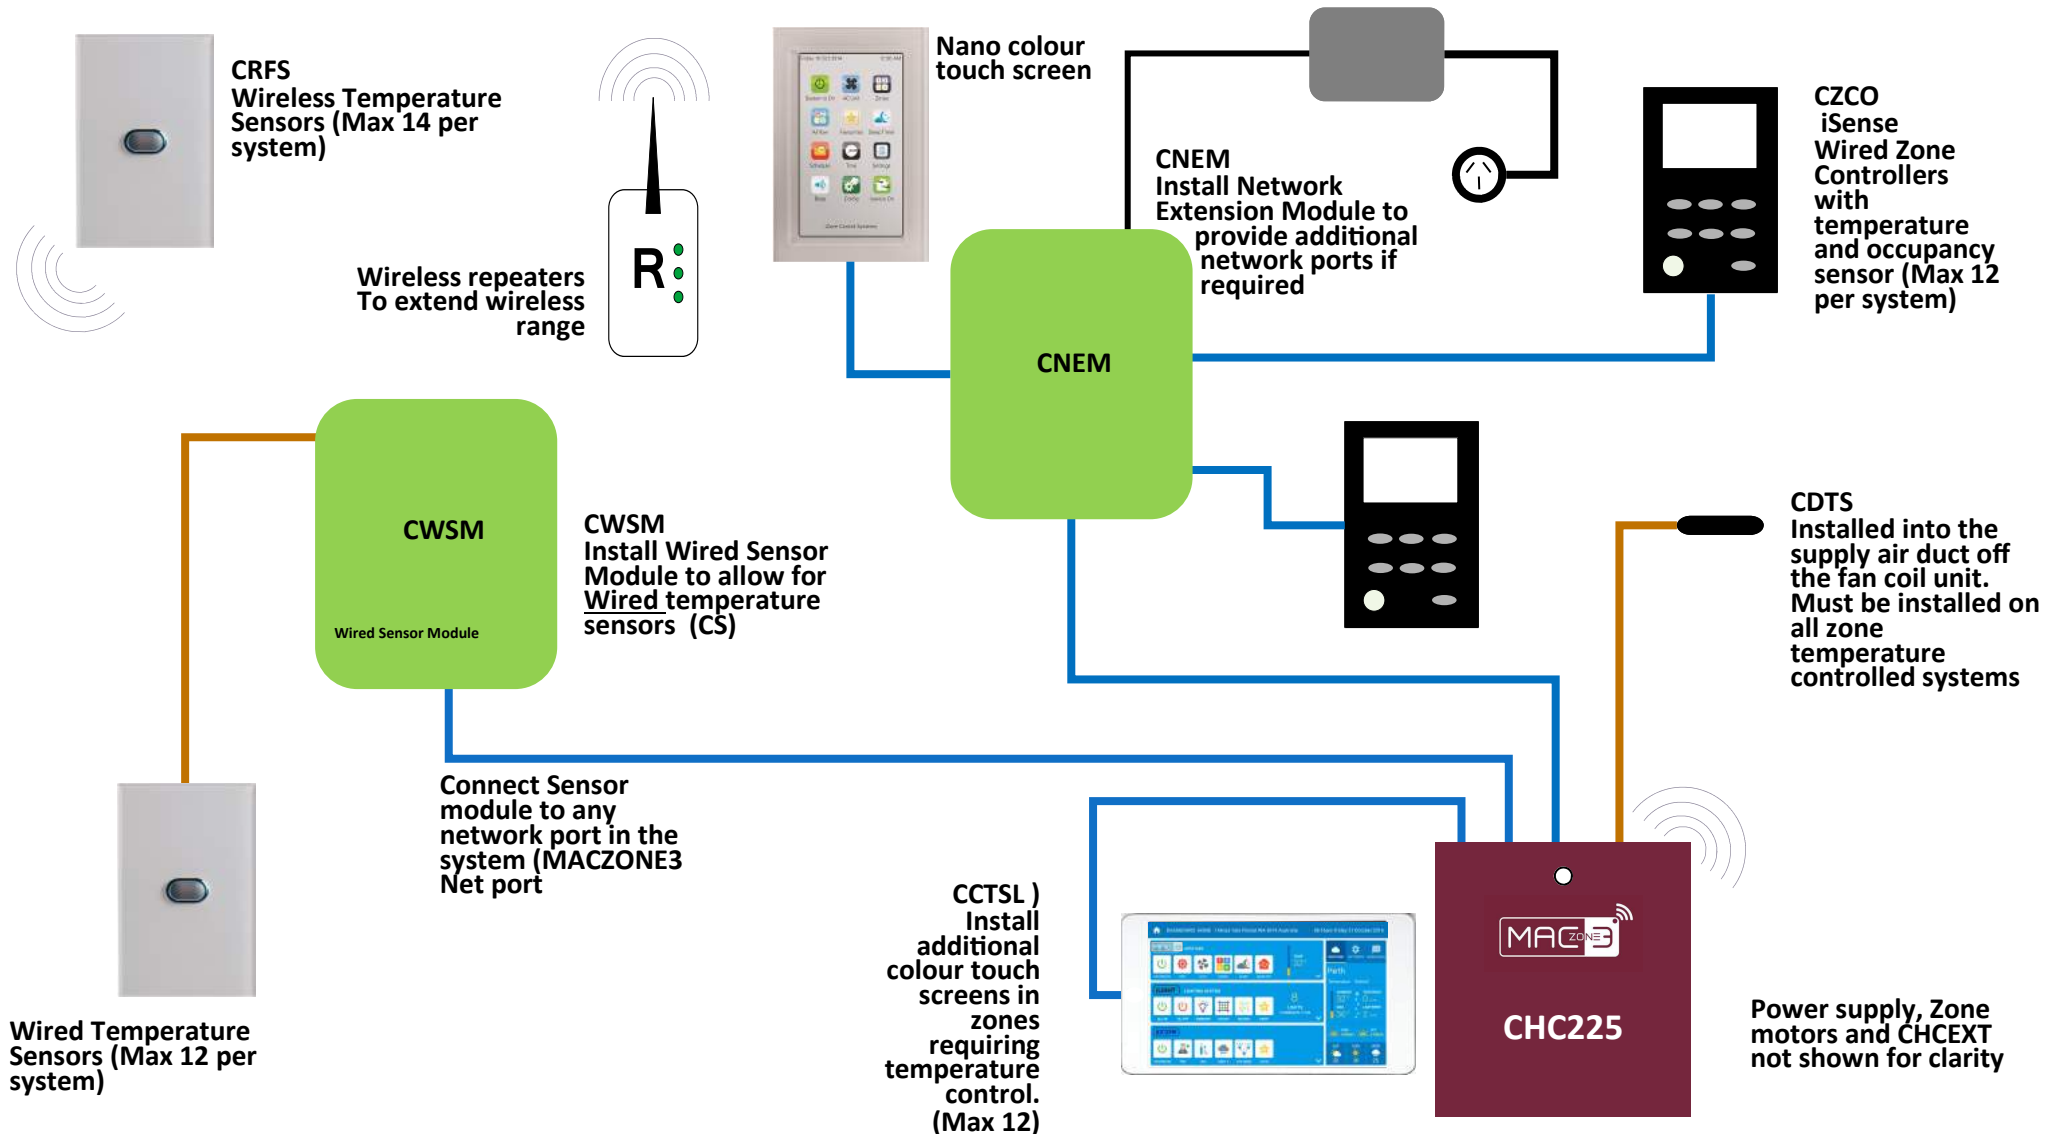 CRFS
Wireless Temperature
Sensors (Max 14 per
system)
Nano colour
touch screen
CZCO
iSense
Wired Zone
Controllers
with
temperature
and occupancy
sensor (Max 12
per system)
CNEM
Install Network
Extension Module to
provide additional
network ports if
required
Wireless repeaters
To extend wireless
range
R
CNEM
CWSM
Wired Sensor Module
CWSM
Install Wired Sensor
Module to allow for
Wired temperature
sensors (CS)
CDTS
Installed into the
supply air duct off
the fan coil unit.
Must be installed on
all zone
temperature
controlled systems
Connect Sensor
module to any
network port in the
system (MACZONE3
Net port
CCTSL )
Install
additional
colour touch
screens in
zones
requiring
temperature
control.
(Max 12)
Perth
MAC ZONE 3
CHC225
Wired Temperature
Sensors (Max 12 per
system)
Power supply, Zone
motors and CHCEXT
not shown for clarity